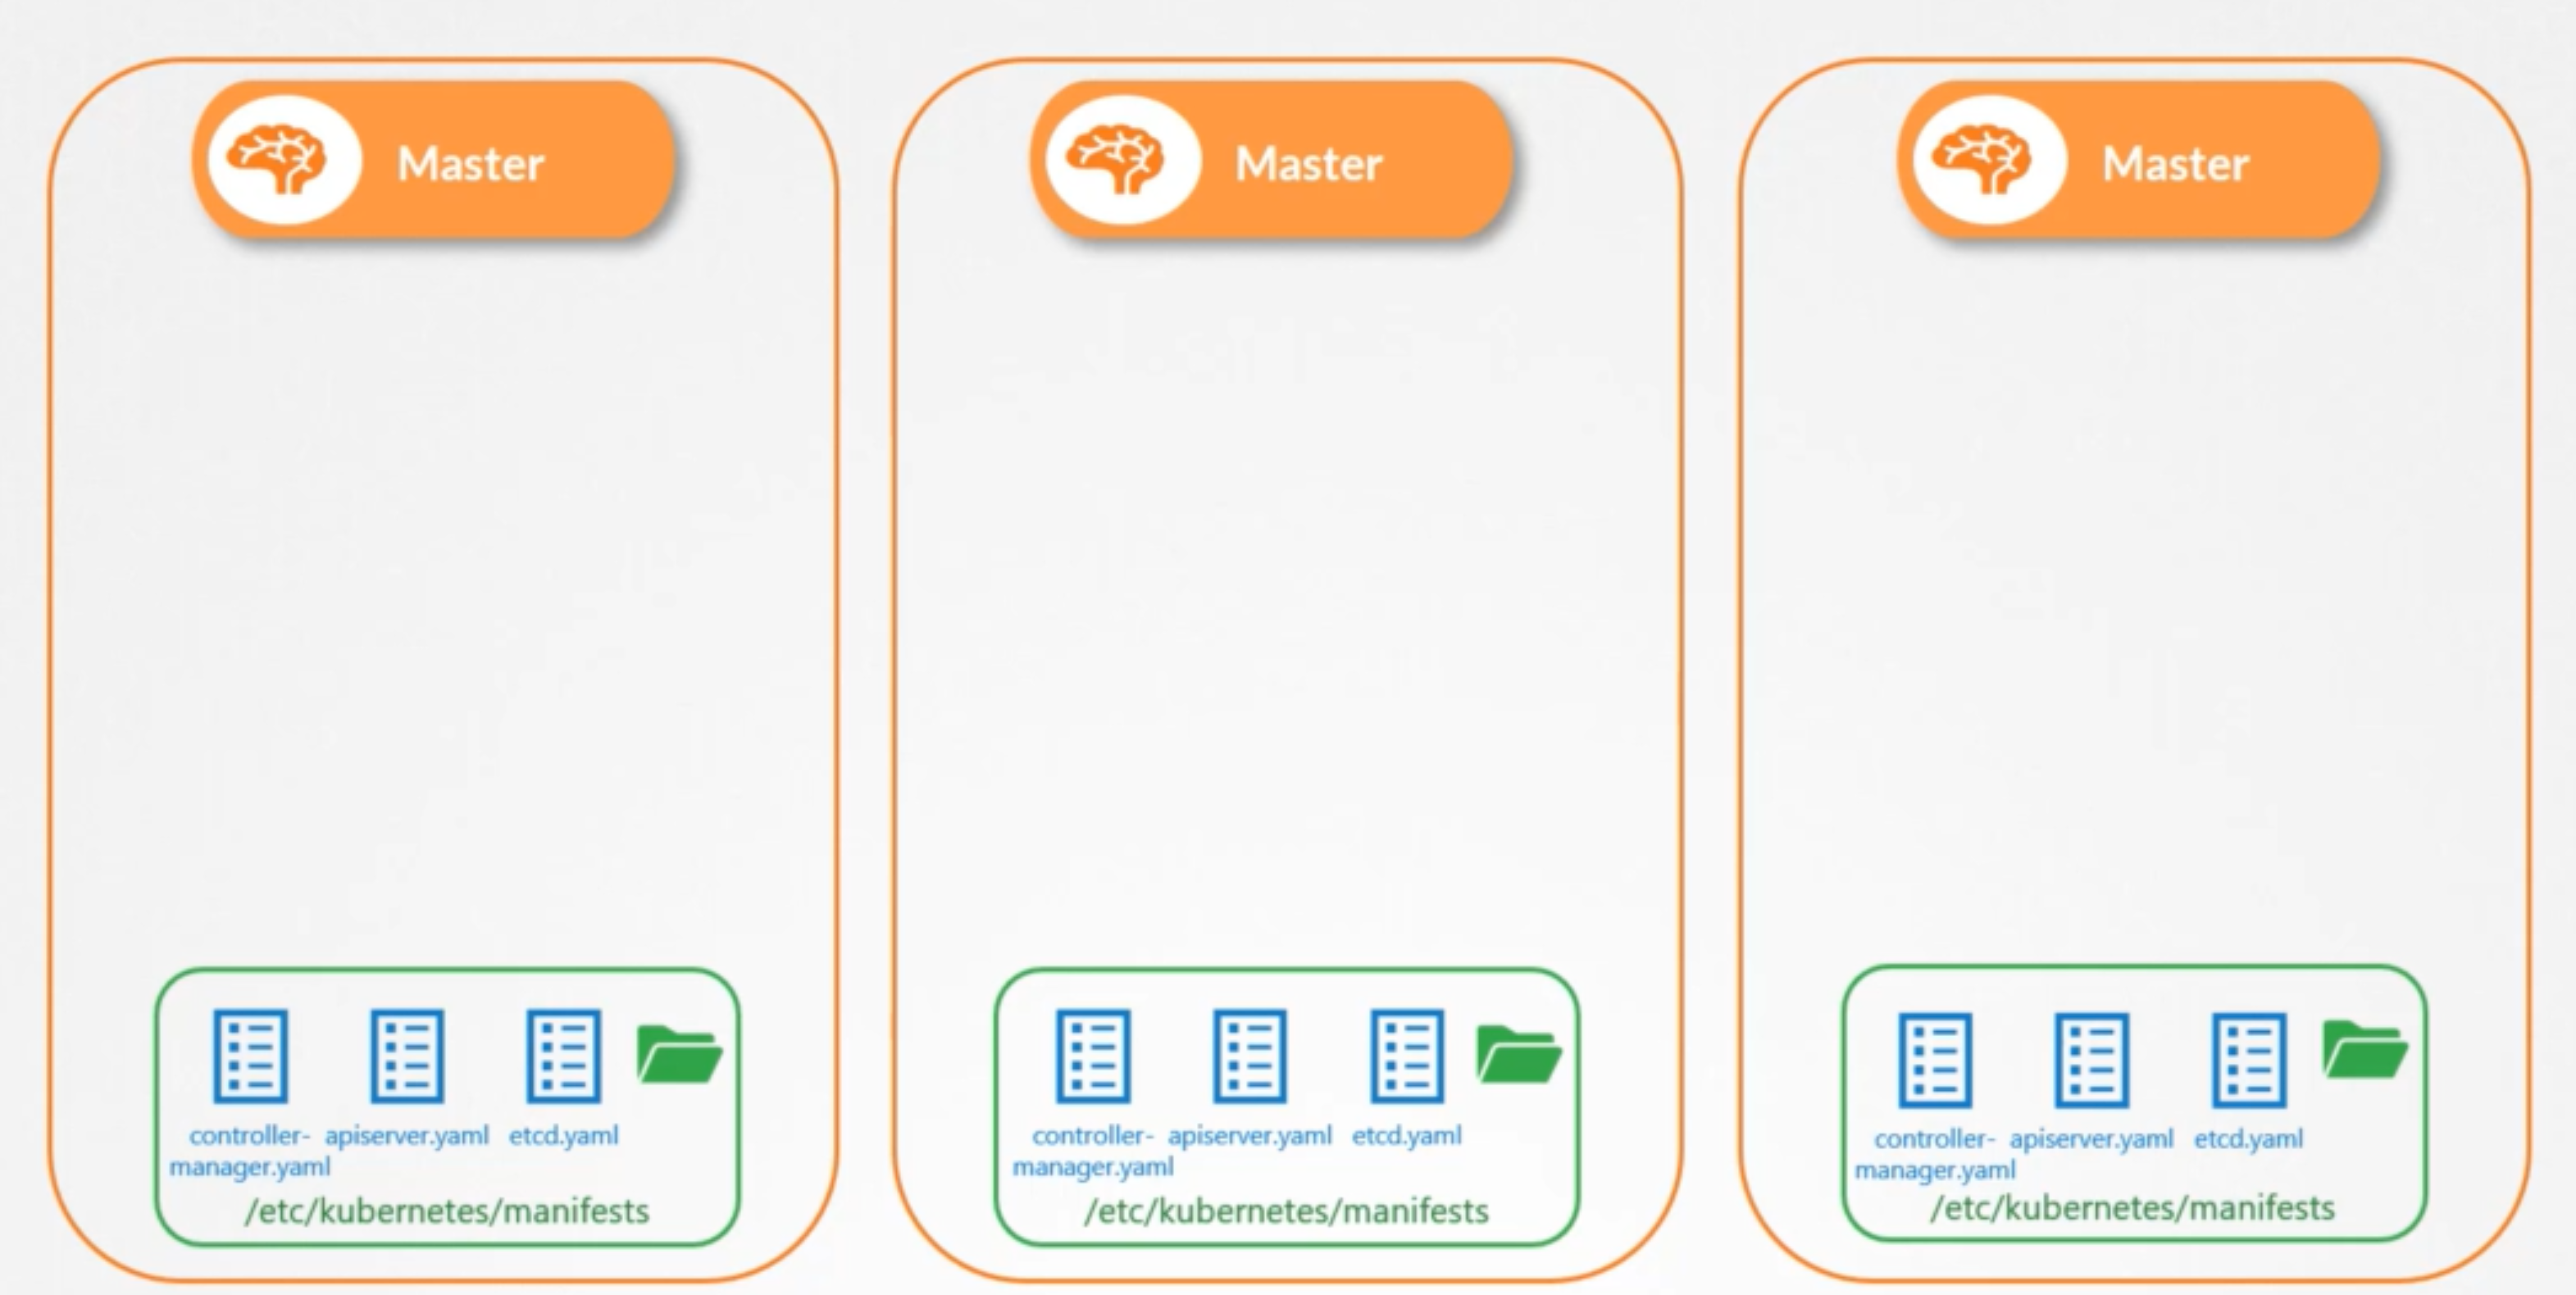 Master
controller- apiserver.yaml etcd.yaml
manager.yaml
/etc/kubernetes/manifests
Master
controller- apiserver.yaml etcd.yaml
manager.yaml
/etc/kubernetes/manifests
Master
controller- apiserver.yaml etcd.yaml
manager.yaml
/etc/kubernetes/manifests